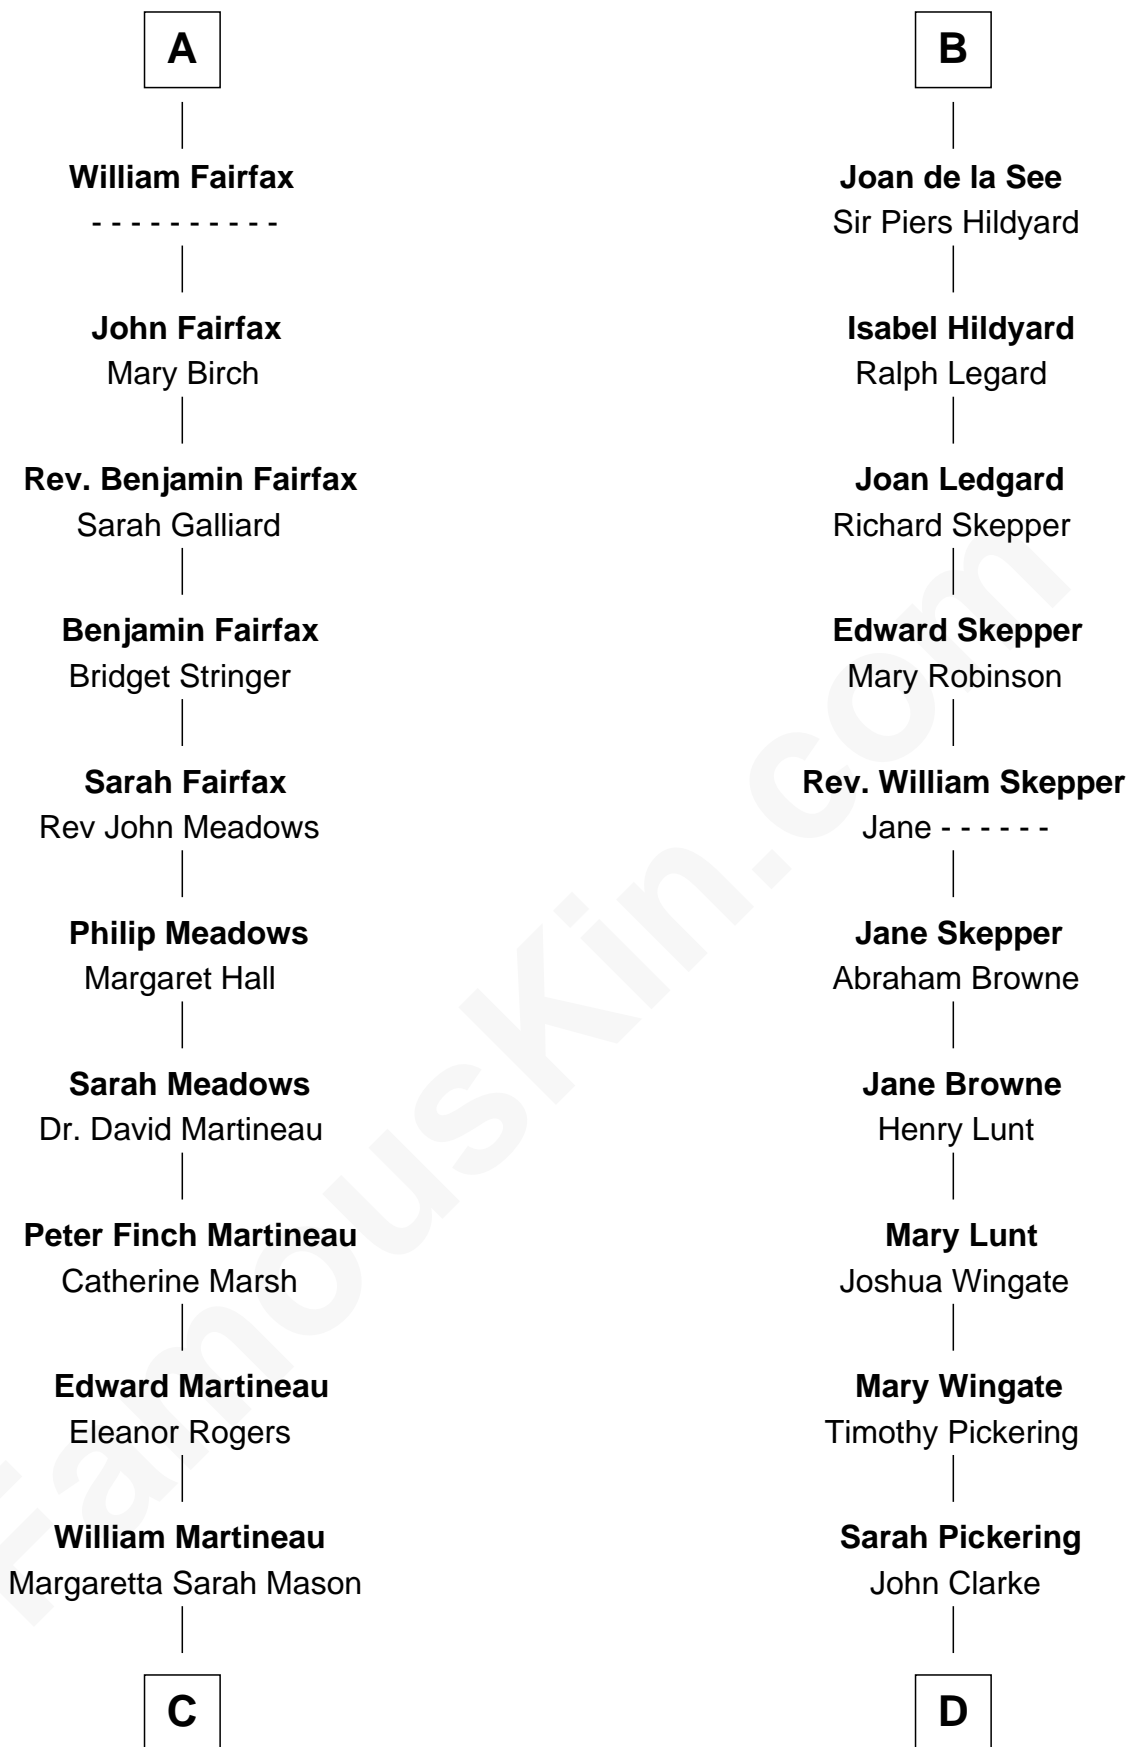 A
William Fairfax
- - - - - - - - - -
John Fairfax
Mary Birch
Rev. Benjamin Fairfax
Sarah Galliard
Benjamin Fairfax
Bridget Stringer
Sarah Fairfax
Rev John Meadows
Philip Meadows
Margaret Hall
Sarah Meadows
Dr. David Martineau
Peter Finch Martineau
Catherine Marsh
Edward Martineau
Eleanor Rogers
William Martineau
Margaretta Sarah Mason
C
B
Joan de la See
Sir Piers Hildyard
Isabel Hildyard
Ralph Legard
Joan Ledgard
Richard Skepper
Edward Skepper
Mary Robinson
Rev. William Skepper
Jane - - - - - -
Jane Skepper
Abraham Browne
Jane Browne
Henry Lunt
Mary Lunt
Joshua Wingate
Mary Wingate
Timothy Pickering
Sarah Pickering
John Clarke
D
FamousKin.com